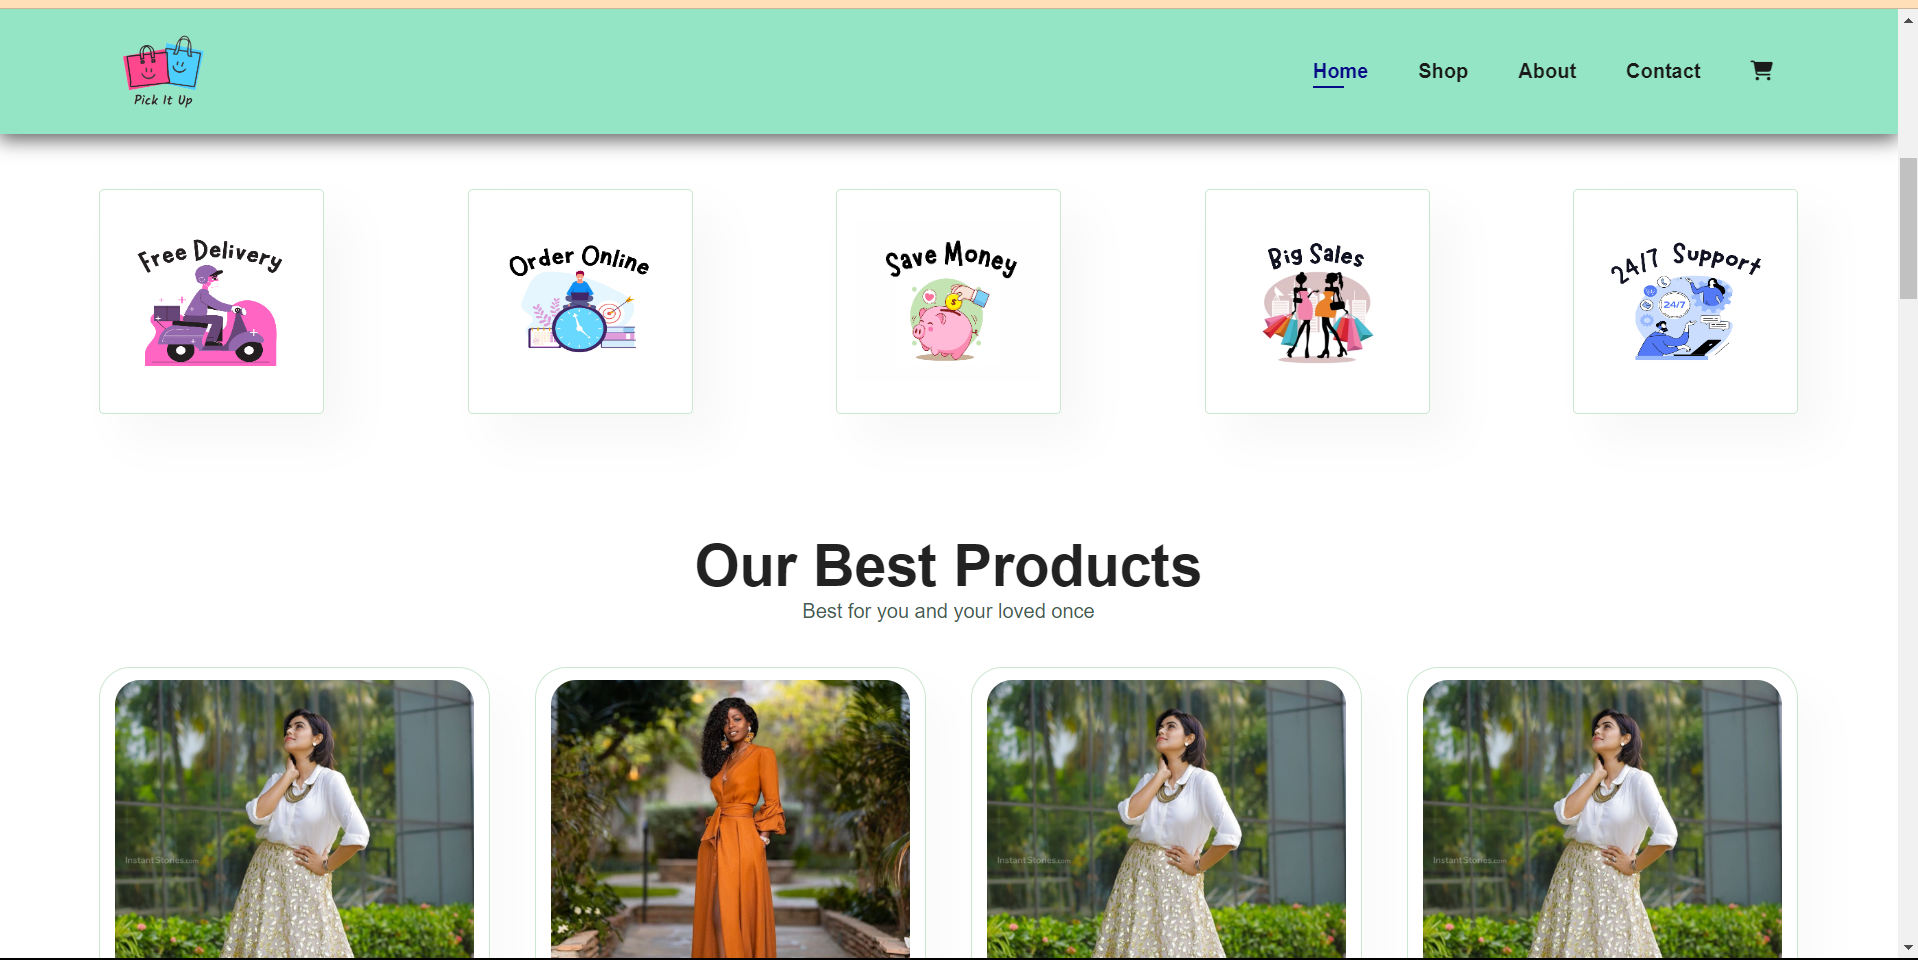 Pick It Up
Home
Shop
About
Contact
Free Delivery
Order Online
Save Money
Big Sales
24/7 Support
24/7
Our Best Products
Best for you and your loved once
InstantStories.com
InstantStories.com
InstantStories.com